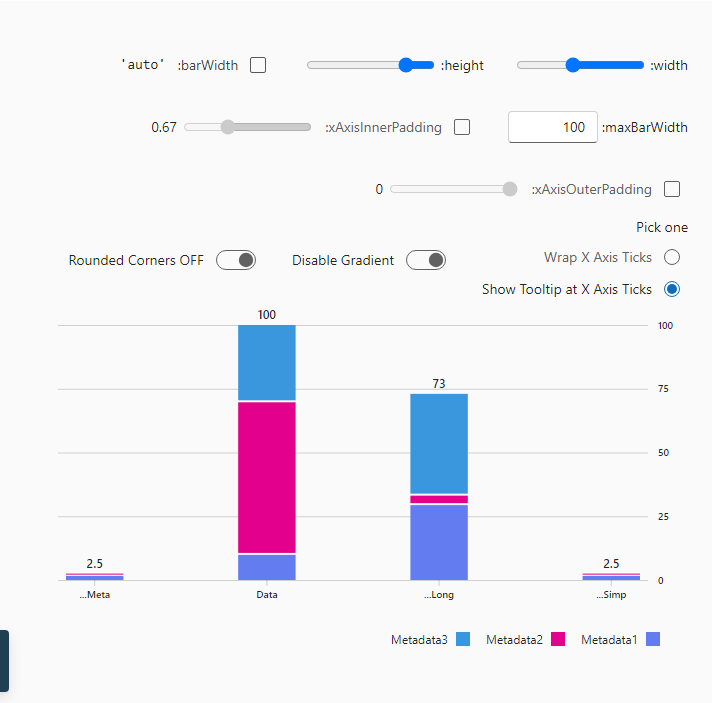 'auto' :barWidth :height :width
0.67 :xAxisInnerPadding 100 :maxBarWidth
0 :xAxisOuterPadding
Pick one
Rounded Corners OFF Disable Gradient Wrap X Axis Ticks
Show Tooltip at X Axis Ticks
100 100
73 75
50
25
2.5 2.5
0
...Meta Data ...Long ...Simp
Metadata3 Metadata2 Metadata1